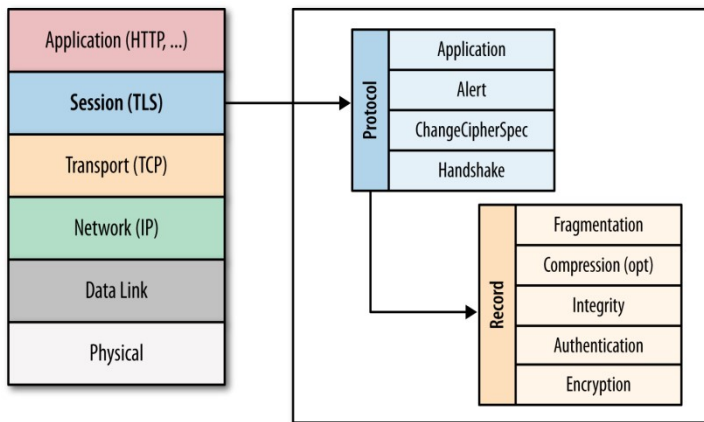 Application (HTTP, ...)
Session (TLS)
Transport (TCP)
Network (IP)
Data Link
Physical
Protocol
Application
Alert
ChangeCipherSpec
Handshake
Record
Fragmentation
Compression (opt)
Integrity
Authentication
Encryption